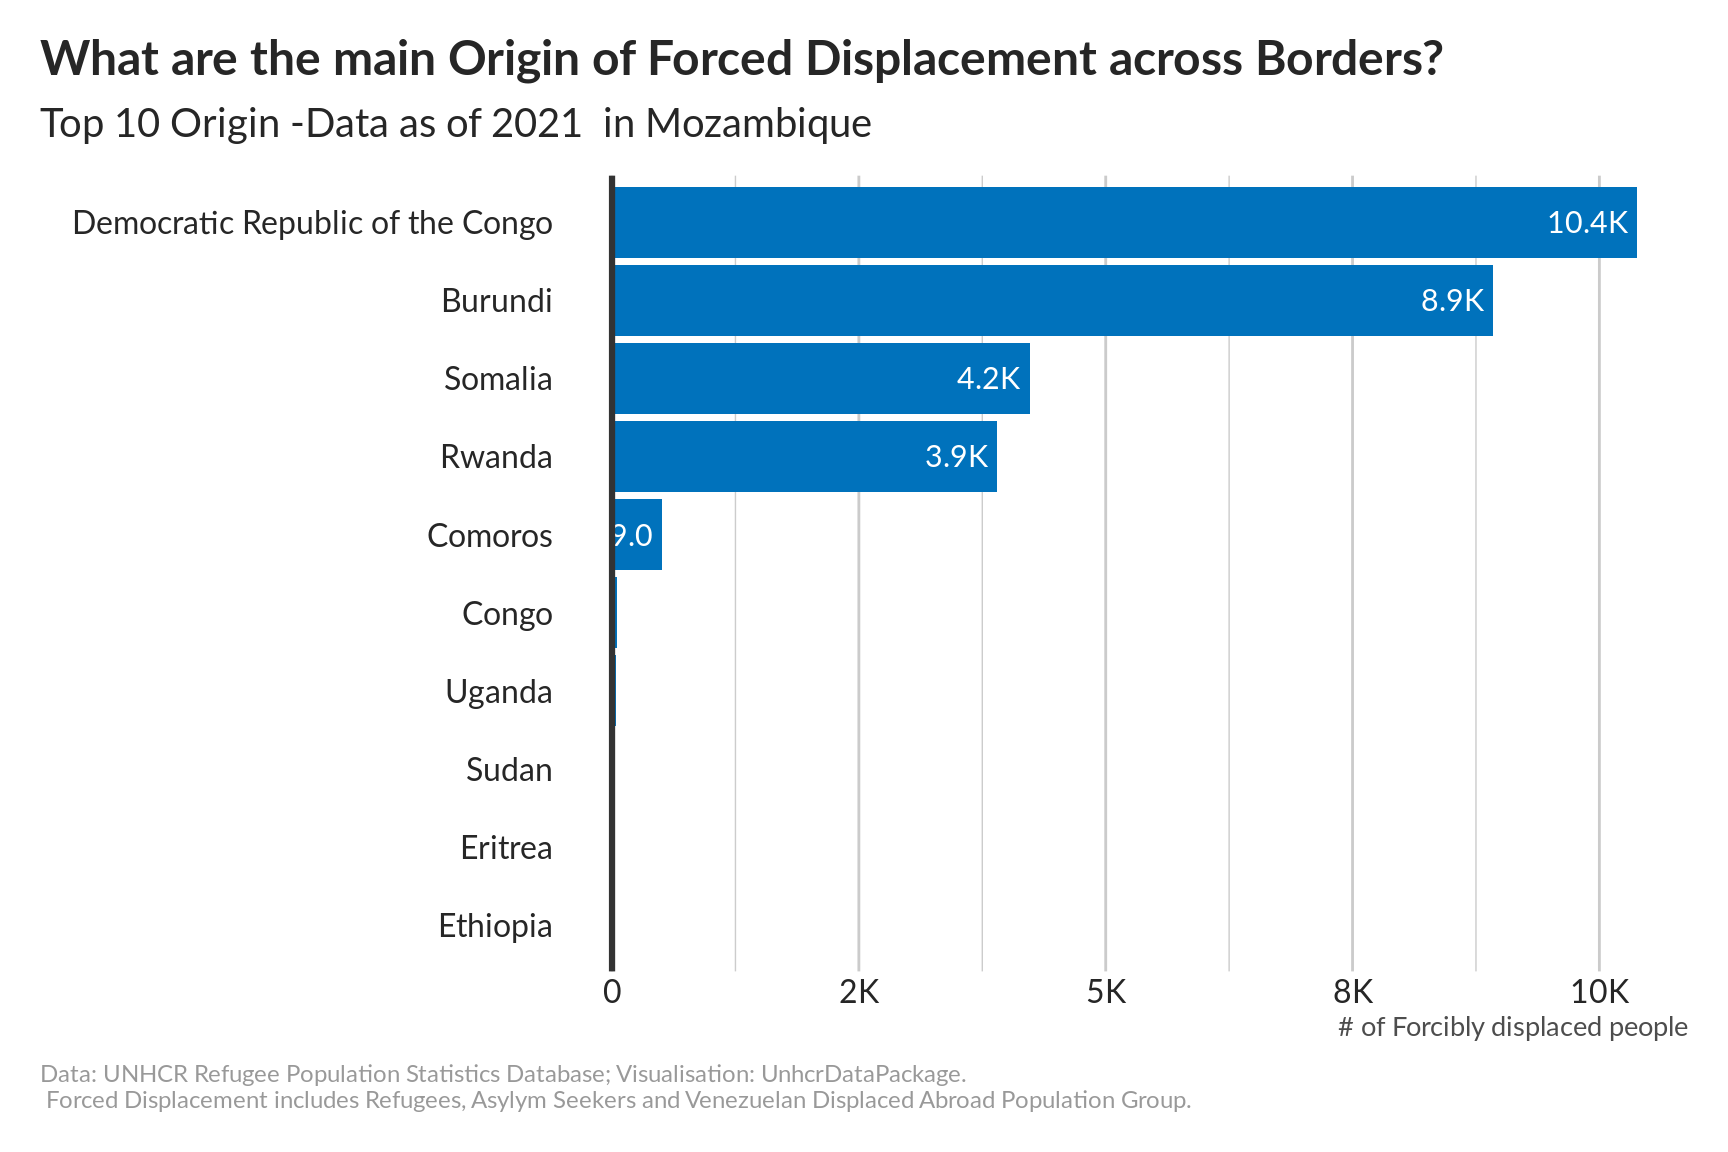 What are the main Origin of Forced Displacement across Borders?
Top 10 Origin -Data as of 2021 in Mozambique
Democratic Republic of the Congo
10.4K
Burundi
8.9K
Somalia
4.2K
Rwanda
3.9K
Comoros
9.0
Congo
Uganda
Sudan
Eritrea
Ethiopia
0 2K 5K 8K 10K
# of Forcibly displaced people
Data: UNHCR Refugee Population Statistics Database; Visualisation: UnhcrDataPackage.
Forced Displacement includes Refugees, Asylym Seekers and Venezuelan Displaced Abroad Population Group.